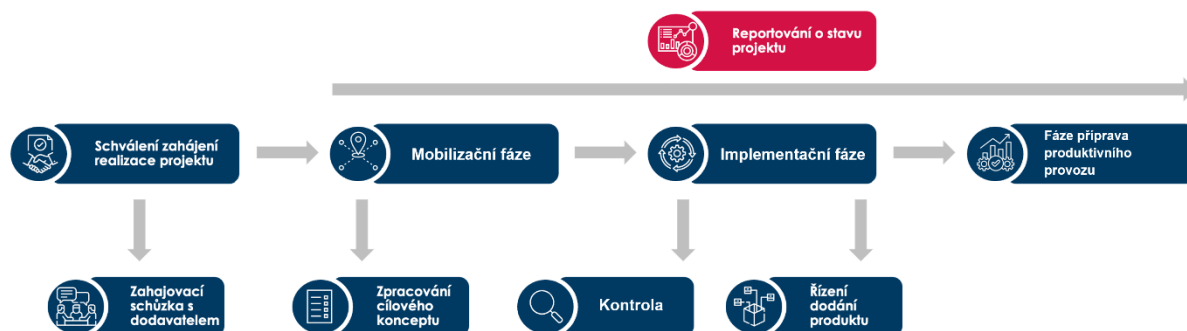 Reportování o stavu
projektu
Schválení zahájení
realizace projektu
Mobilizační fáze
Implementační fáze
Fáze příprava
produktivního
provozu
Zahajovací
schůzka s
dodavatelem
Zpracování
cílového
konceptu
Kontrola
Řízení
dodání
produktu